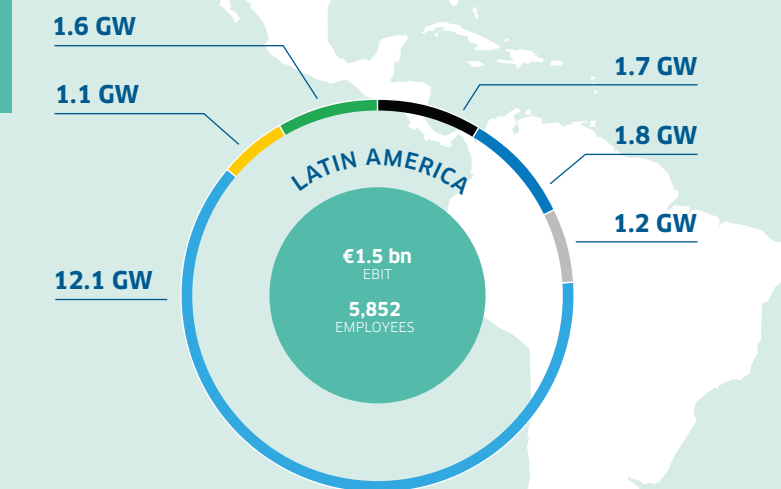 1.6 GW
1.7 GW
1.1 GW
1.8 GW
LATIN AMERICA
1.2 GW
€1.5 bn
EBIT
12.1 GW
5,852
EMPLOYEES